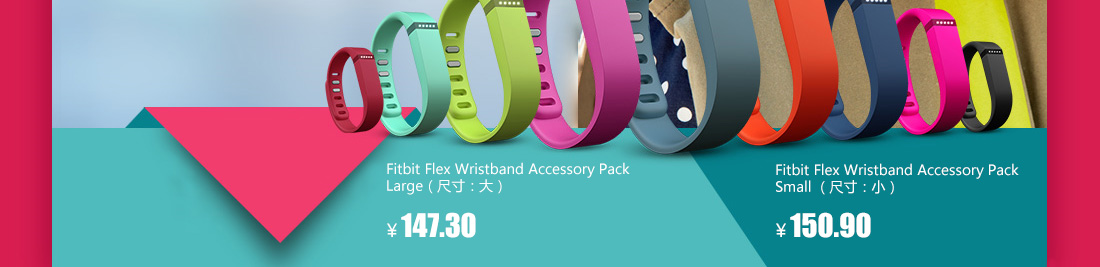 Fitbit Flex Wristband Accessory Pack
Large(尺寸:大)
¥ 147.30
Fitbit Flex Wristband Accessory Pack
Small (尺寸:小)
¥ 150.90